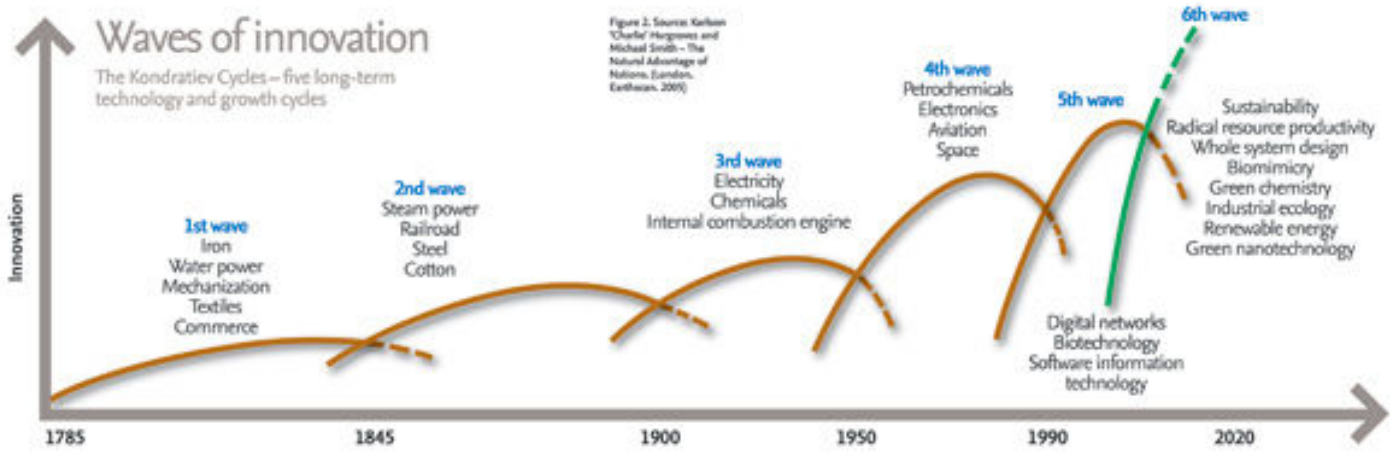 Waves of innovation
The Kondratiev Cycles – five long-term
technology and growth cycles
Figure 2. Source: Karlson
'Charlie' Hargroves and
Michael Smith – The
Natural Advantage of
Nations, (London,
Earthscan, 2005)
Innovation
1st wave
Iron
Water power
Mechanization
Textiles
Commerce
2nd wave
Steam power
Railroad
Steel
Cotton
3rd wave
Electricity
Chemicals
Internal combustion engine
4th wave
Petrochemicals
Electronics
Aviation
Space
5th wave
Digital networks
Biotechnology
Software information
technology
6th wave
Sustainability
Radical resource productivity
Whole system design
Biomimicry
Green chemistry
Industrial ecology
Renewable energy
Green nanotechnology
1785
1845
1900
1950
1990
2020